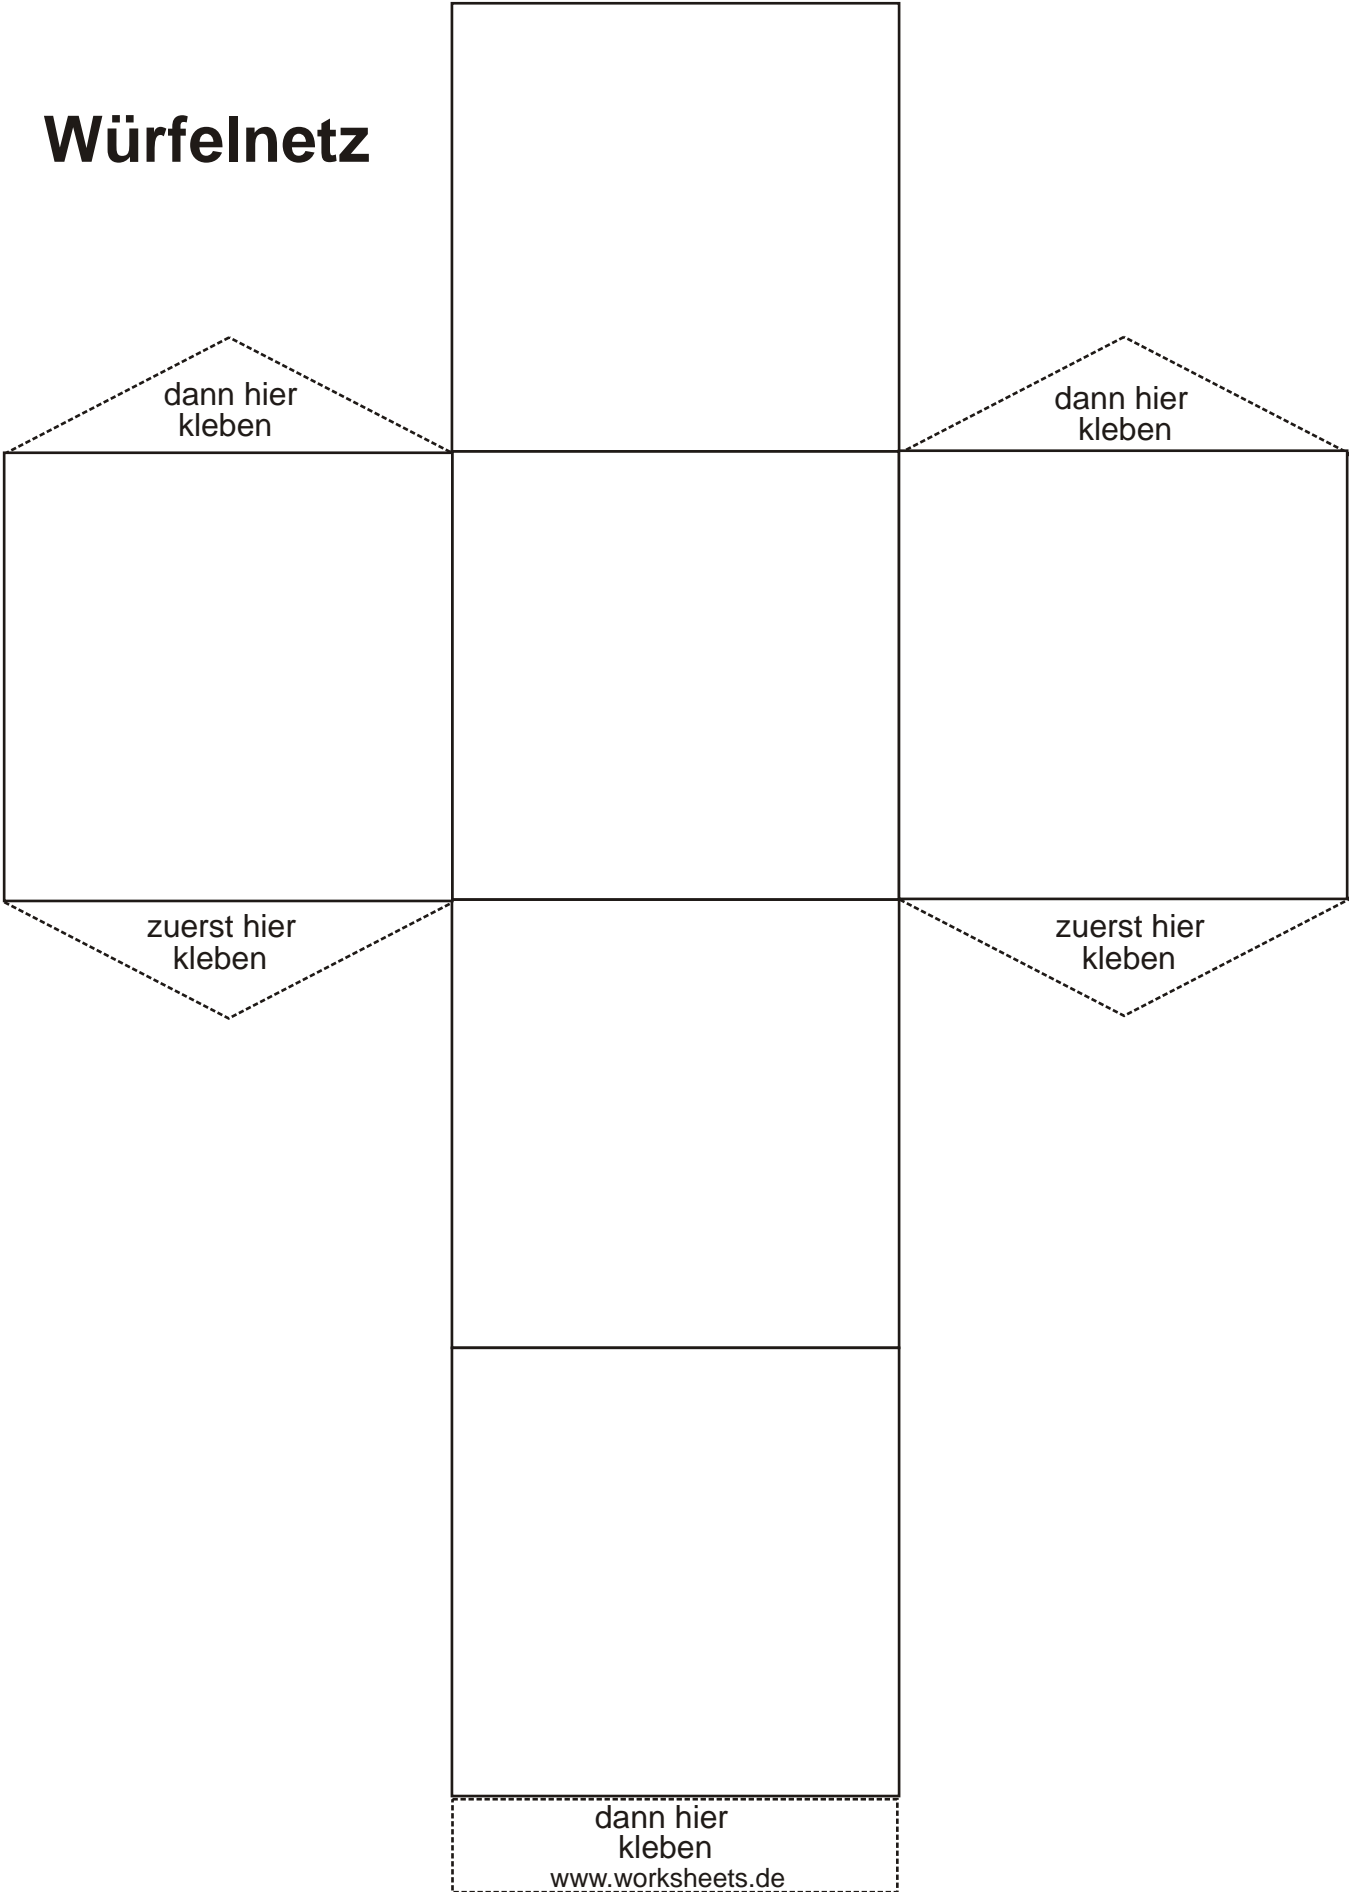 Würfelnetz
dann hier
kleben
dann hier
kleben
zuerst hier
kleben
zuerst hier
kleben
dann hier
kleben
www.worksheets.de